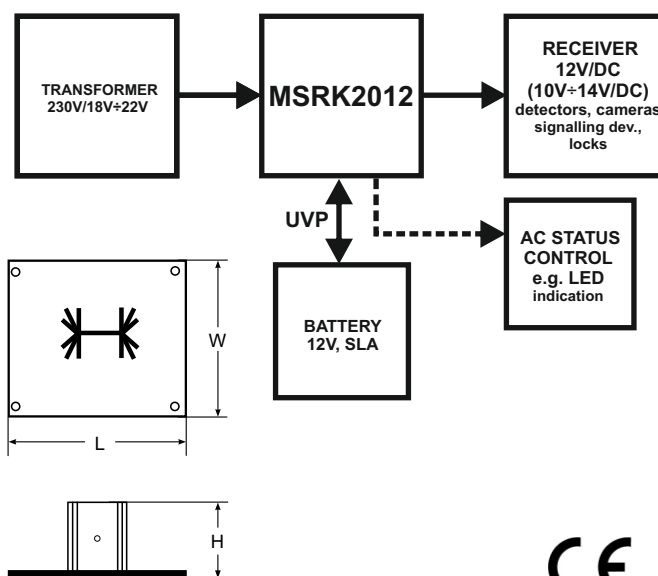 TRANSFORMER
230V/18V÷22V
MSRK2012
RECEIVER
12V/DC
(10V÷14V/DC)
detectors, cameras
signalling dev.,
locks
UVP
AC STATUS
CONTROL
e.g. LED
indication
BATTERY
12V, SLA
W
L
H
CE